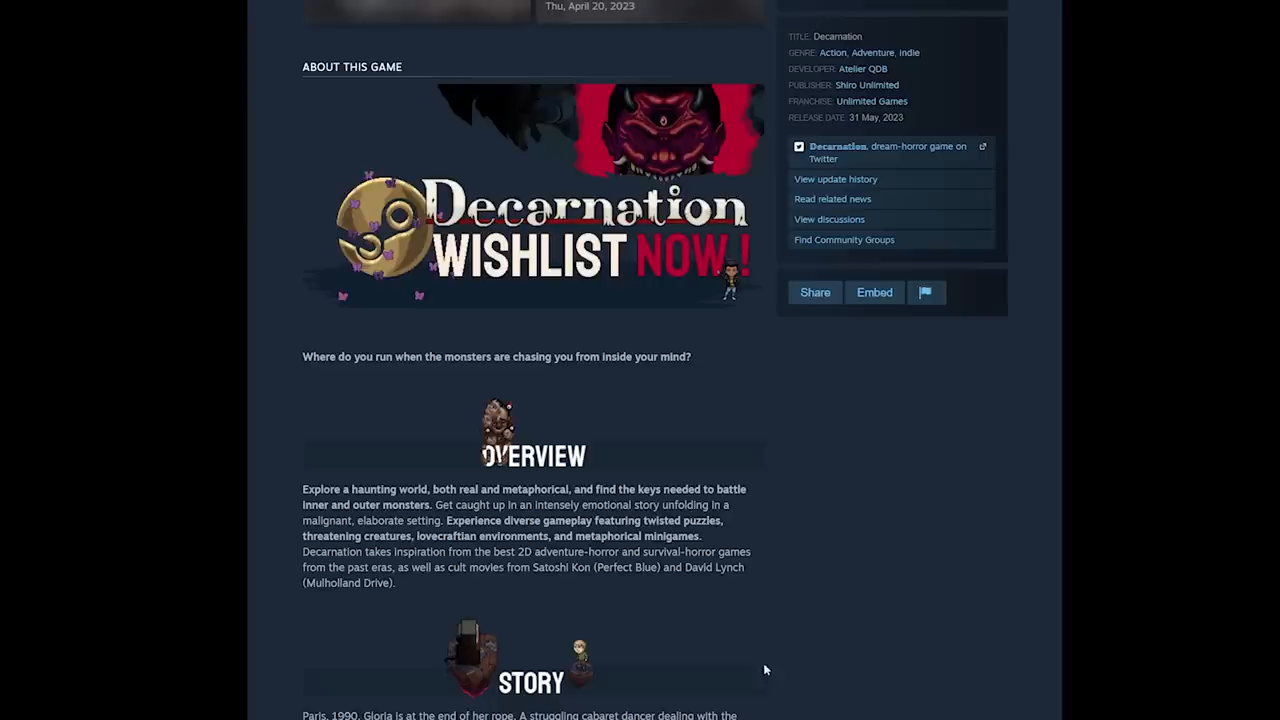 Thu, April 20, 2023
ABOUT THIS GAME
Decarnation
WISHLIST NOW !
Where do you run when the monsters are chasing you from inside your mind?
OVERVIEW
Explore a haunting world, both real and metaphorical, and find the keys needed to battle
inner and outer monsters. Get caught up in an intensely emotional story unfolding in a
malignant, elaborate setting. Experience diverse gameplay featuring twisted puzzles,
threatening creatures, lovecraftian environments, and metaphorical minigames.
Decarnation takes inspiration from the best 2D adventure-horror and survival-horror games
from the past eras, as well as cult movies from Satoshi Kon (Perfect Blue) and David Lynch
(Mulholland Drive).
STORY
Paris, 1990. Gloria is at the end of her rope. A struggling cabaret dancer dealing with the
TITLE: Decarnation
GENRE: Action, Adventure, Indie
DEVELOPER: Atelier QDB
PUBLISHER: Shiro Unlimited
FRANCHISE: Unlimited Games
RELEASE DATE: 31 May, 2023
Decarnation, dream-horror game on
Twitter
View update history
Read related news
View discussions
Find Community Groups
Share Embed